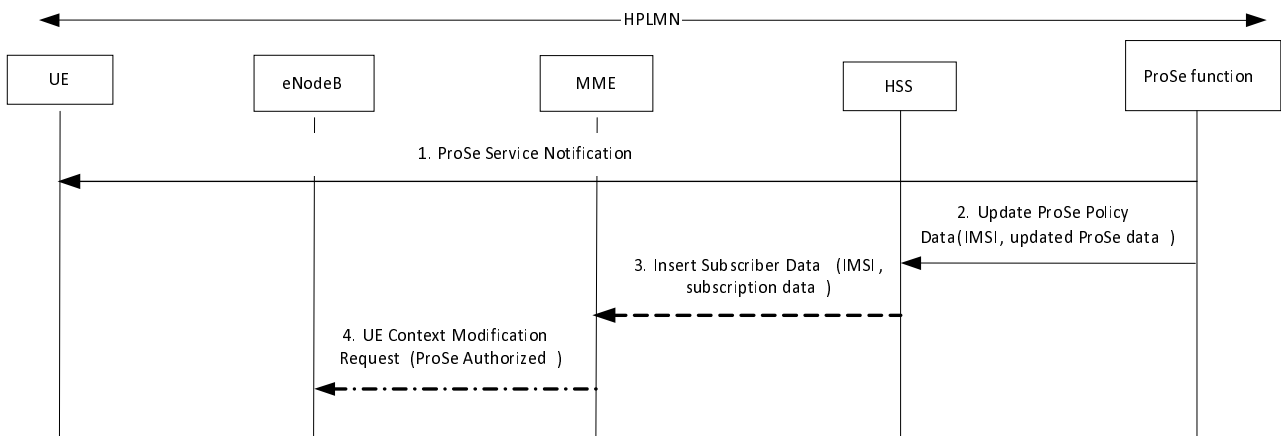 HPLMN
UE
eNodeB
MME
HSS
ProSe function
1. ProSe Service Notification
2. Update ProSe Policy
Data(IMSI, updated ProSe data )
3. Insert Subscriber Data (IMSI,
subscription data )
4. UE Context Modification
Request (ProSe Authorized )